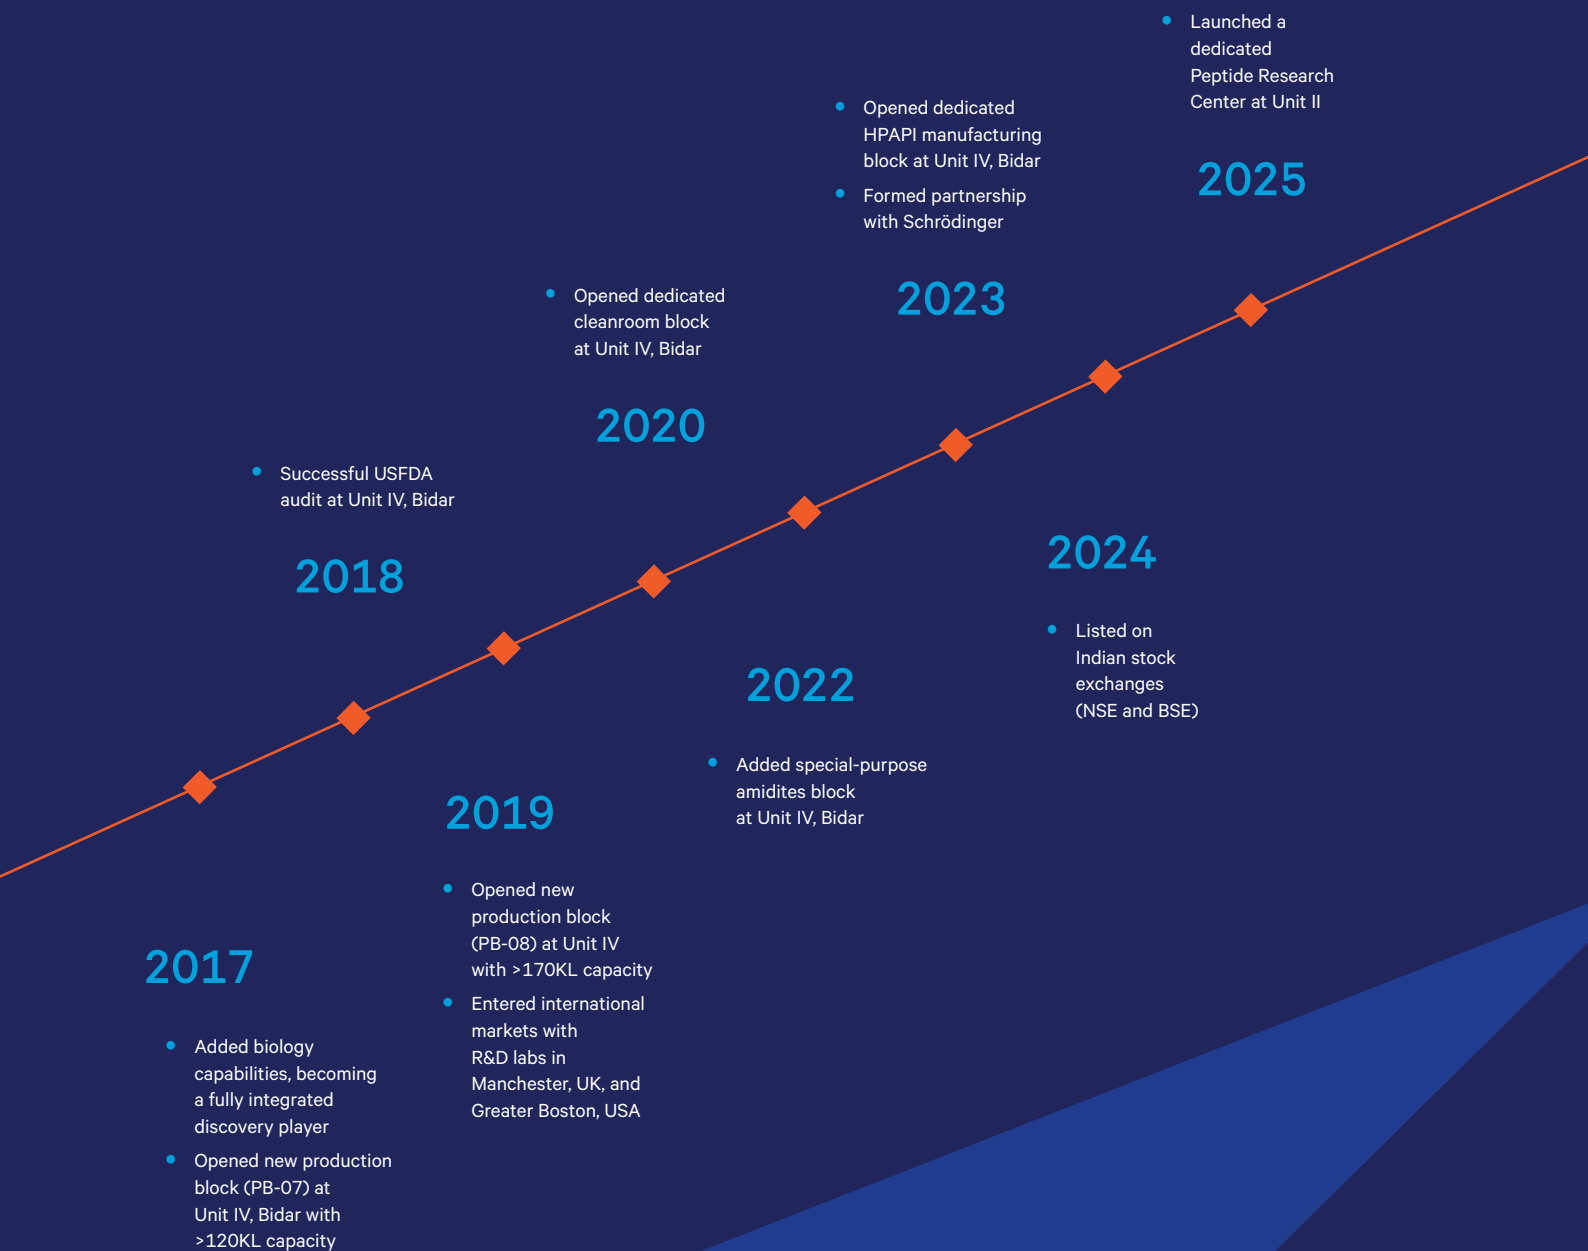 2017
Added biology
capabilities, becoming
a fully integrated
discovery player
Opened new production
block (PB-07) at
Unit IV, Bidar with
>120KL capacity
Successful USFDA
audit at Unit IV, Bidar
2018
2019
Opened new
production block
(PB-08) at Unit IV
with >170KL capacity
Entered international
markets with
R&D labs in
Manchester, UK, and
Greater Boston, USA
Opened dedicated
cleanroom block
at Unit IV, Bidar
2020
2022
Added special-purpose
amidites block
at Unit IV, Bidar
Opened dedicated
HPAPI manufacturing
block at Unit IV, Bidar
Formed partnership
with Schrödinger
2023
2024
Listed on
Indian stock
exchanges
(NSE and BSE)
Launched a
dedicated
Peptide Research
Center at Unit II
2025